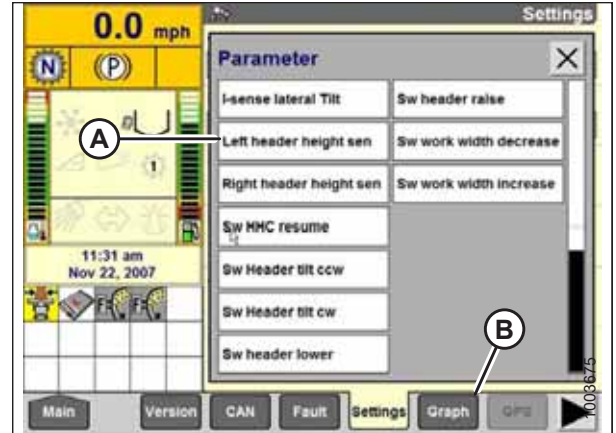 0.0 mph
Settings
N
(P)
Parameter
I-sense lateral Tilt
Sw header raise
A
Left header height sen
Sw work width decrease
Right header height sen
Sw work width increase
1
Sw HHC resume
11:31 am
Nov 22, 2007
Sw Header tilt ccw
Sw Header tilt cw
B
Sw header lower
1003675
Main
Version
CAN
Fault
Settings
Graph
GPS